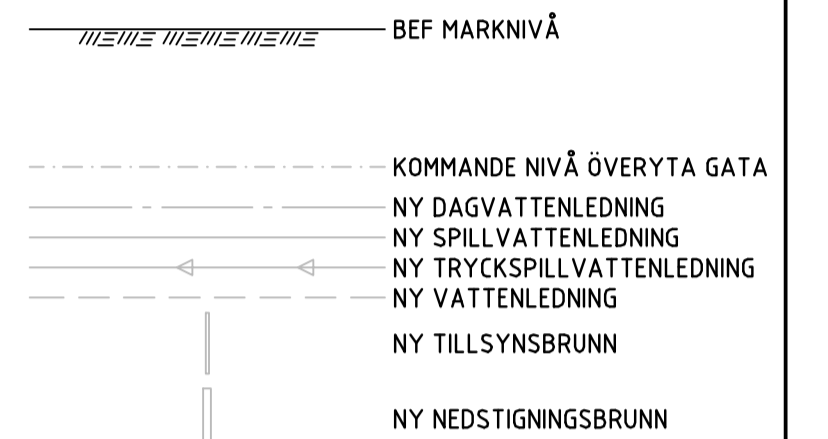 BEF MARKNIVÅ
KOMMANDE NIVÅ ÖVERYTA GATA
NY DAGVATTENLEDNING
NY SPILLVATTENLEDNING
NY TRYCKSPILLVATTENLEDNING
NY VATTENLEDNING
NY TILLSYNSBRUNN
NY NEDSTIGNINGSBRUNN